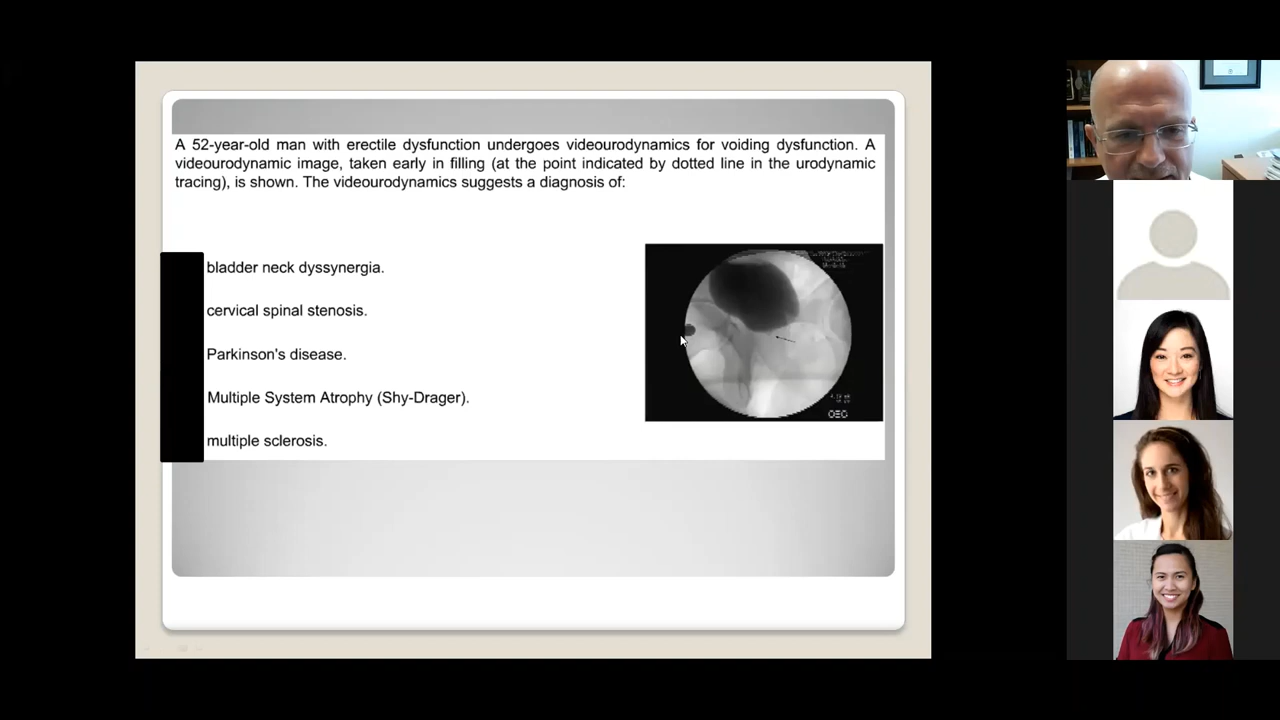 A 52-year-old man with erectile dysfunction undergoes videourodynamics for voiding dysfunction. A
videourodynamic image, taken early in filling (at the point indicated by dotted line in the urodynamic
tracing), is shown. The videourodynamics suggests a diagnosis of:
bladder neck dyssynergia.
cervical spinal stenosis.
Parkinson's disease.
Multiple System Atrophy (Shy-Drager).
multiple sclerosis.
OEC